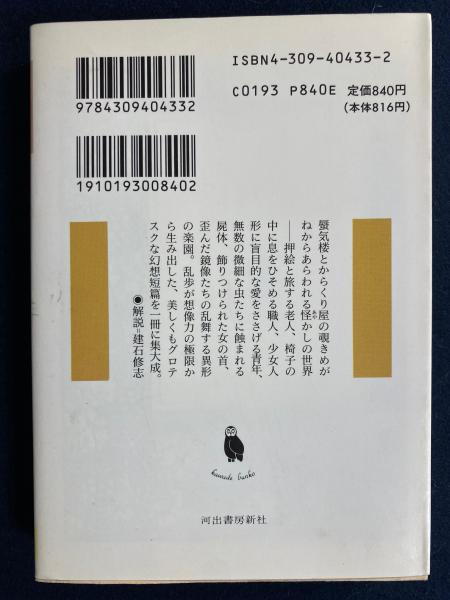 ISBN4-309-40433-2
9784309404332
C0193 P840E 定価840円
(本体816円)
1910193008402
蜃気楼とからくり屋の覗きめが
ねからあらわれる怪かしの世界
――押絵と旅する老人、椅子の
中に息をひそめる職人、少女人
形に盲目的な愛をささげる青年、
無数の微細な虫たちに蝕まれる
屍体、飾りつけられた女の首、
歪んだ鏡像たちの乱舞する異形
の楽園。乱歩が想像力の極限か
ら生み出した、美しくもグロテ
スクな幻想短篇を一冊に集大成。
◉解説=建石修志
kawade bunko
河出書房新社